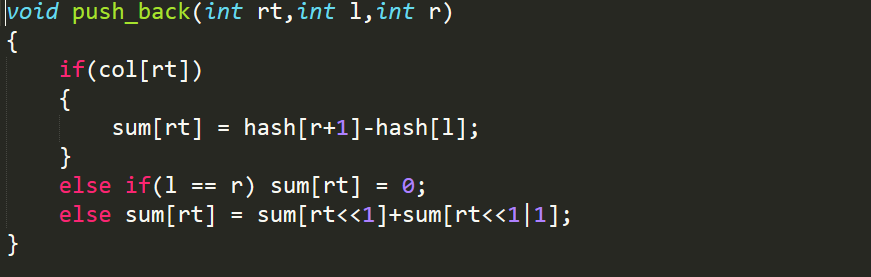 void push_back(int rt,int l,int r)
{
    if(col[rt])
    {
        sum[rt] = hash[r+1]-hash[l];
    }
    else if(l == r) sum[rt] = 0;
    else sum[rt] = sum[rt<<1]+sum[rt<<1|1];
}